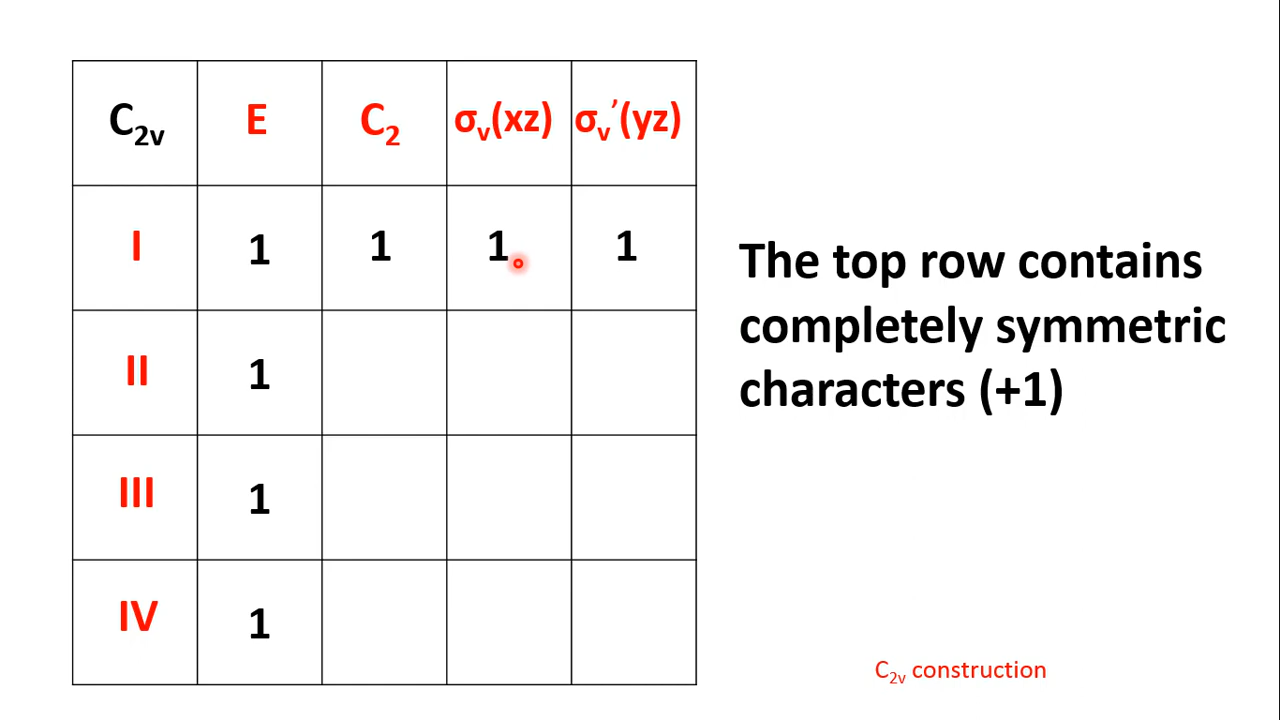 C₂ᵥ E C₂ σᵥ(xz) σᵥ’(yz)
I 1 1 1 1
II 1
III 1
IV 1
The top row contains
completely symmetric
characters (+1)
C₂ᵥ construction